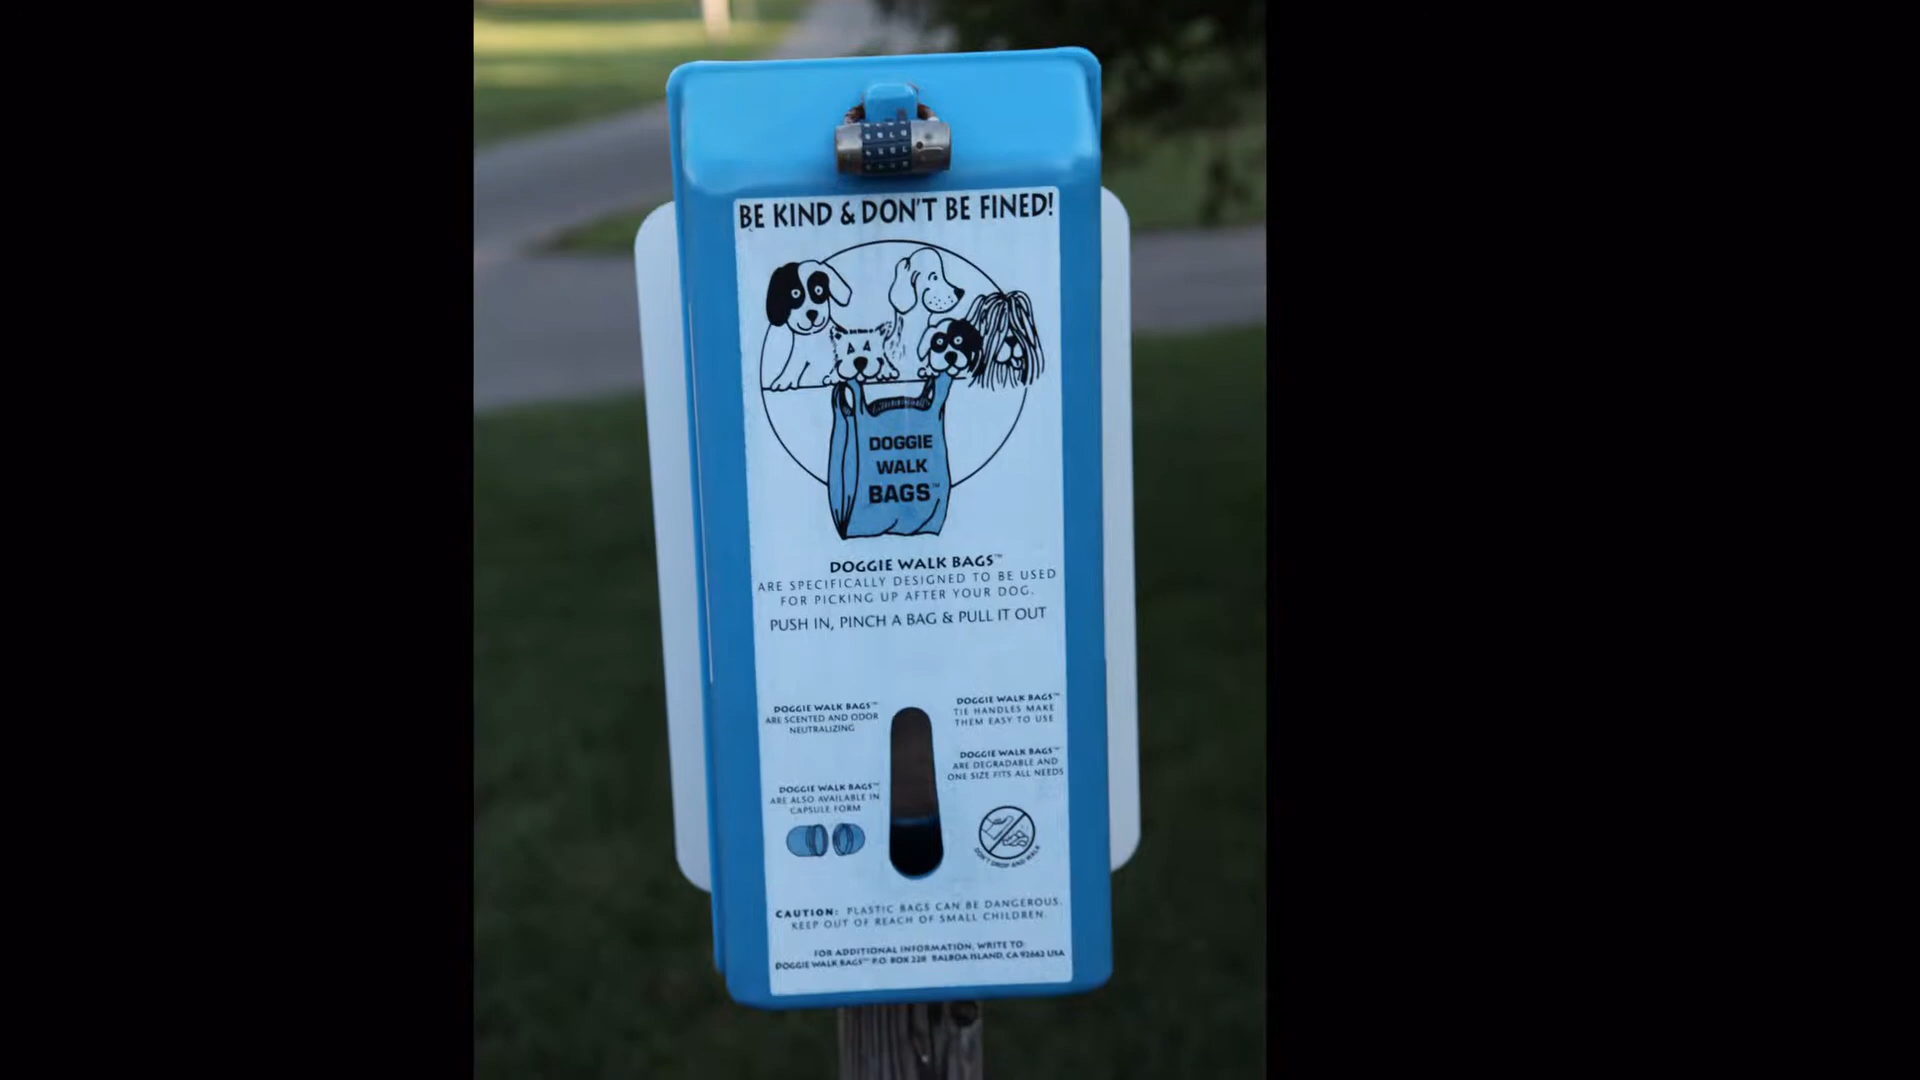 BE KIND & DON'T BE FINED!
DOGGIE
WALK
BAGS™
DOGGIE WALK BAGS™
ARE SPECIFICALLY DESIGNED TO BE USED
FOR PICKING UP AFTER YOUR DOG.
PUSH IN, PINCH A BAG & PULL IT OUT
DOGGIE WALK BAGS™
ARE SCENTED AND ODOR
NEUTRALIZING
DOGGIE WALK BAGS™
ARE ALSO AVAILABLE IN
CAPSULE FORM
DOGGIE WALK BAGS™
TIE HANDLES MAKE
THEM EASY TO USE
DOGGIE WALK BAGS™
ARE DEGRADABLE AND
ONE SIZE FITS ALL NEEDS
DON'T DROP AND WALK
CAUTION: PLASTIC BAGS CAN BE DANGEROUS.
KEEP OUT OF REACH OF SMALL CHILDREN.
FOR ADDITIONAL INFORMATION, WRITE TO:
DOGGIE WALK BAGS™ P.O. BOX 228 BALBOA ISLAND, CA 92662 USA